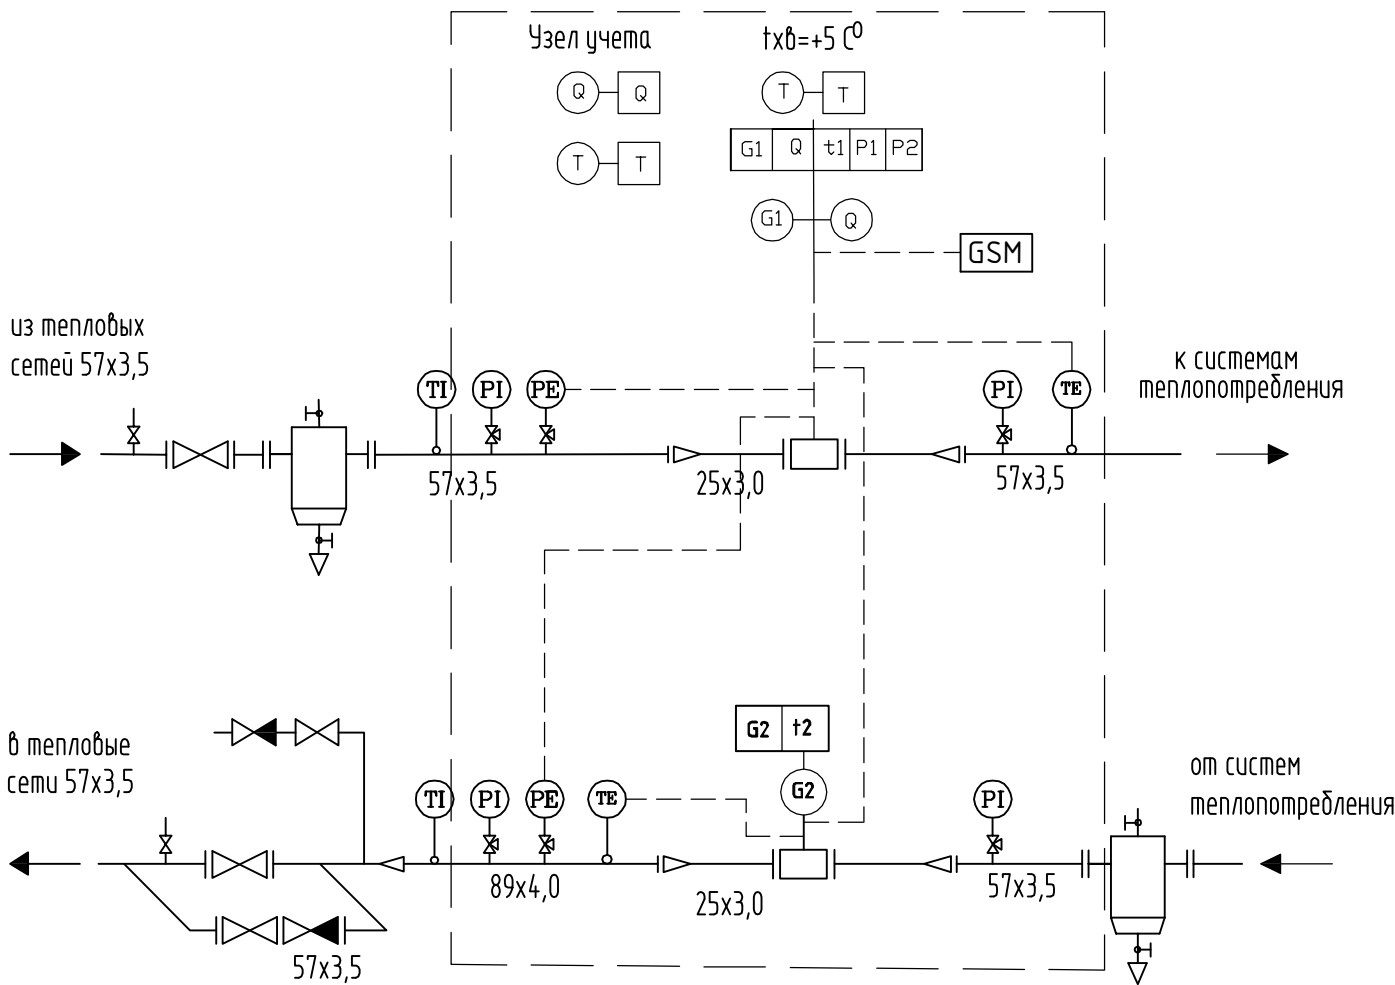 Узел учета
tхв=+5 C⁰
Q Q
T T
T T
G1 Q t1 P1 P2
G1 Q
GSM
из тепловых
сетей 57х3,5
к системам
теплопотребления
TI PI PE PI TE
57х3,5
25х3,0
57х3,5
G2 t2
G2
в тепловые
сети 57х3,5
от систем
теплопотребления
TI PI PE TE PI
89х4,0
25х3,0
57х3,5
57х3,5